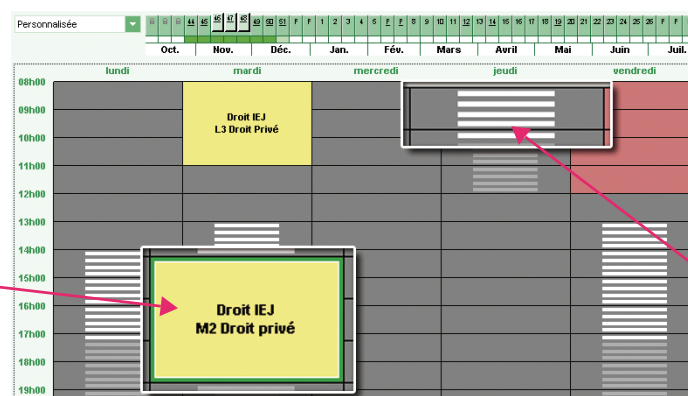 Personnalisée
44 45 46 47 48 49 50 51 F F 1 2 3 4 5 F F 8 9 10 11 12 13 14 15 16 17 18 19 20 21 22 23 24 25 26 F F
Oct. Nov. Déc. Jan. Fév. Mars Avril Mai Juin Juil.
lundi mardi mercredi jeudi vendredi
08h00
09h00
Droit IEJ
L3 Droit Privé
10h00
11h00
12h00
13h00
14h00
15h00
16h00
Droit IEJ
M2 Droit privé
17h00
18h00
19h00